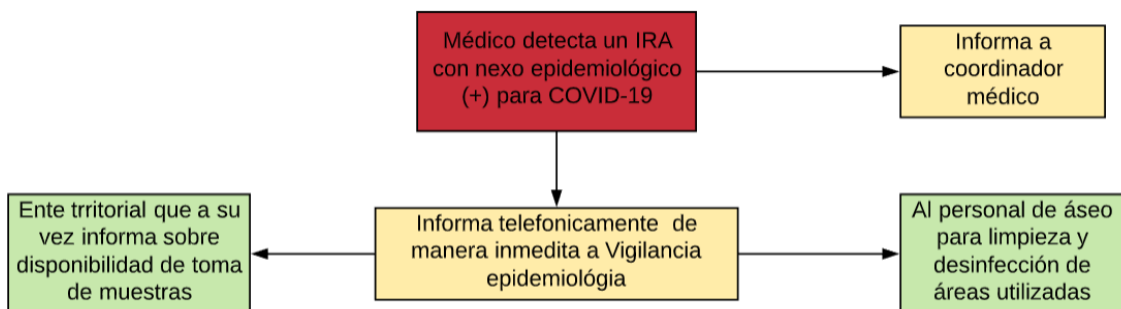 Médico detecta un IRA
con nexo epidemiológico
(+) para COVID-19
Informa a
coordinador
médico
Ente trritorial que a su
vez informa sobre
disponibilidad de toma
de muestras
Informa telefonicamente de
manera inmedita a Vigilancia
epidemiológia
Al personal de áseo
para limpieza y
desinfección de
áreas utilizadas